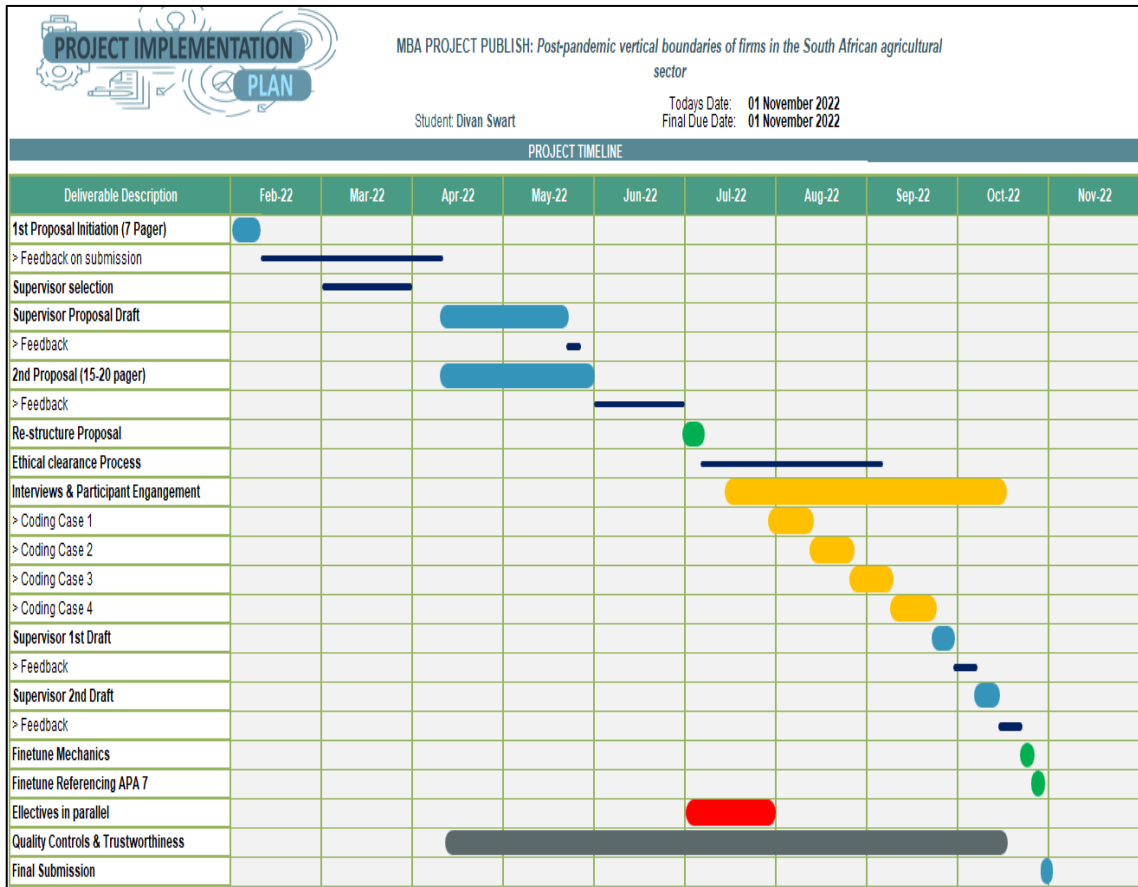 PROJECT IMPLEMENTATION
PLAN
MBA PROJECT PUBLISH: Post-pandemic vertical boundaries of firms in the South African agricultural
sector
Student: Divan Swart
Todays Date: 01 November 2022
Final Due Date: 01 November 2022
PROJECT TIMELINE
Deliverable Description Feb-22 Mar-22 Apr-22 May-22 Jun-22 Jul-22 Aug-22 Sep-22 Oct-22 Nov-22
1st Proposal Initiation (7 Pager)
> Feedback on submission
Supervisor selection
Supervisor Proposal Draft
> Feedback
2nd Proposal (15-20 pager)
> Feedback
Re-structure Proposal
Ethical clearance Process
Interviews & Participant Engangement
> Coding Case 1
> Coding Case 2
> Coding Case 3
> Coding Case 4
Supervisor 1st Draft
> Feedback
Supervisor 2nd Draft
> Feedback
Finetune Mechanics
Finetune Referencing APA 7
Ellectives in parallel
Quality Controls & Trustworthiness
Final Submission